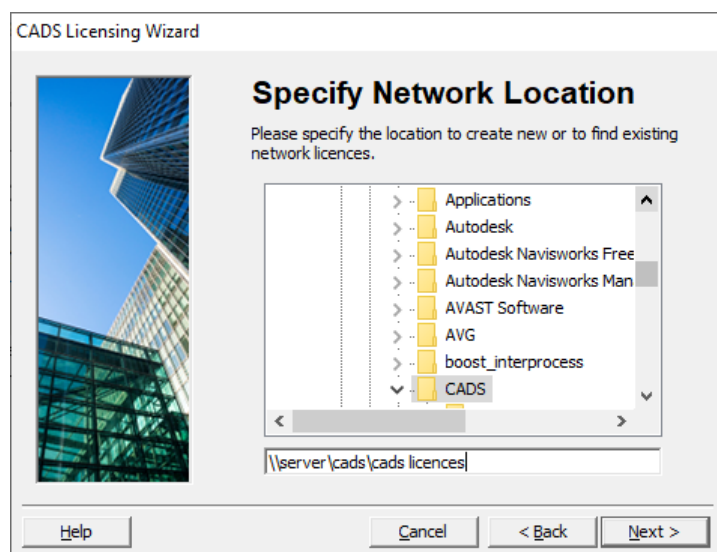 CADS Licensing Wizard
Specify Network Location
Please specify the location to create new or to find existing
network licences.
Applications
Autodesk
Autodesk Navisworks Free
Autodesk Navisworks Man
AVAST Software
AVG
boost_interprocess
CADS
\\server\cads\cads licences
Help
Cancel
< Back
Next >